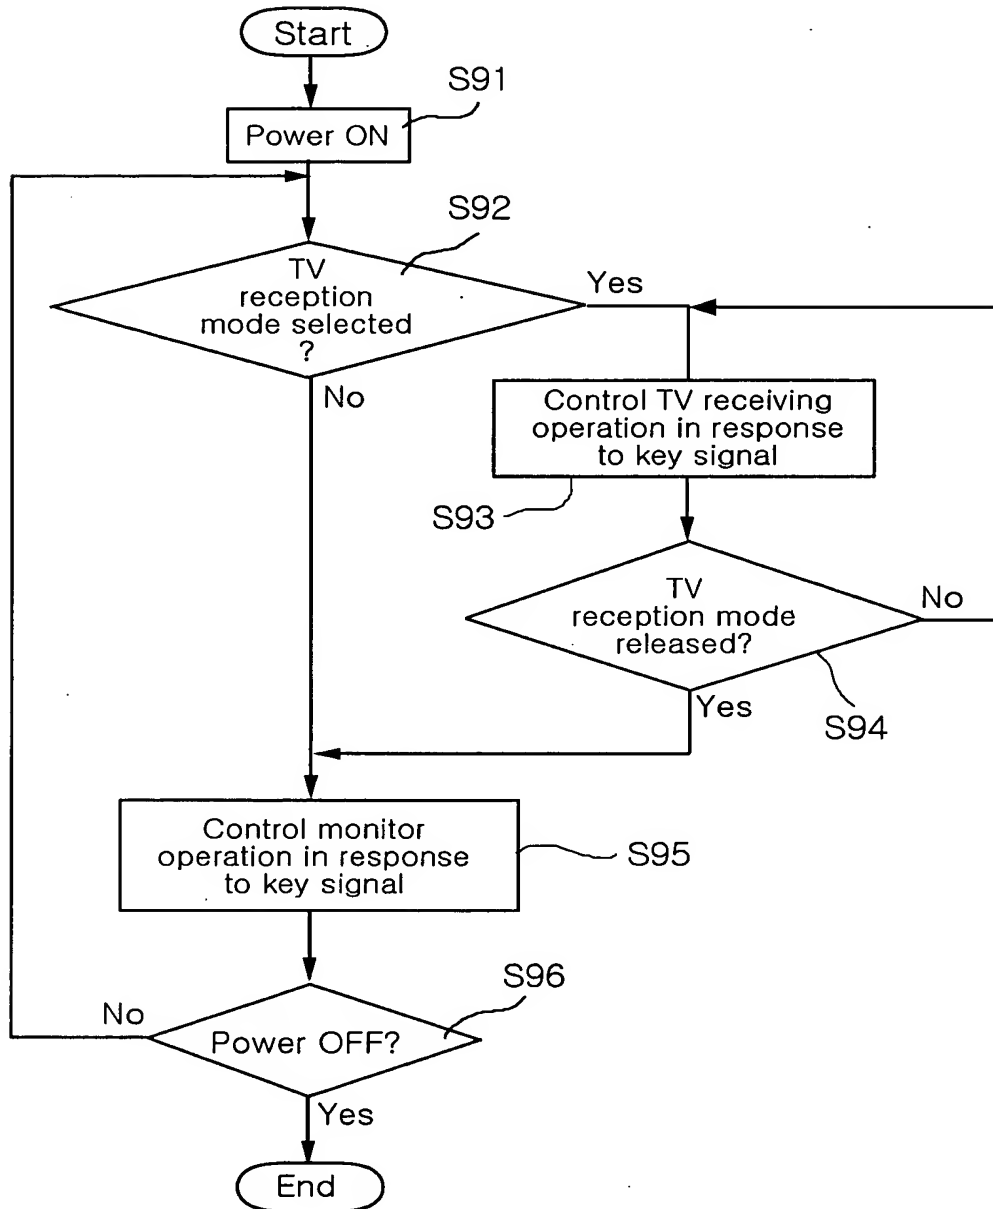 Start
S91
Power ON
S92
TV
reception
mode selected
?
Yes
No
Control TV receiving
operation in response
to key signal
S93
TV
reception mode
released?
No
Yes
S94
Control monitor
operation in response
to key signal
S95
S96
No
Power OFF?
Yes
End